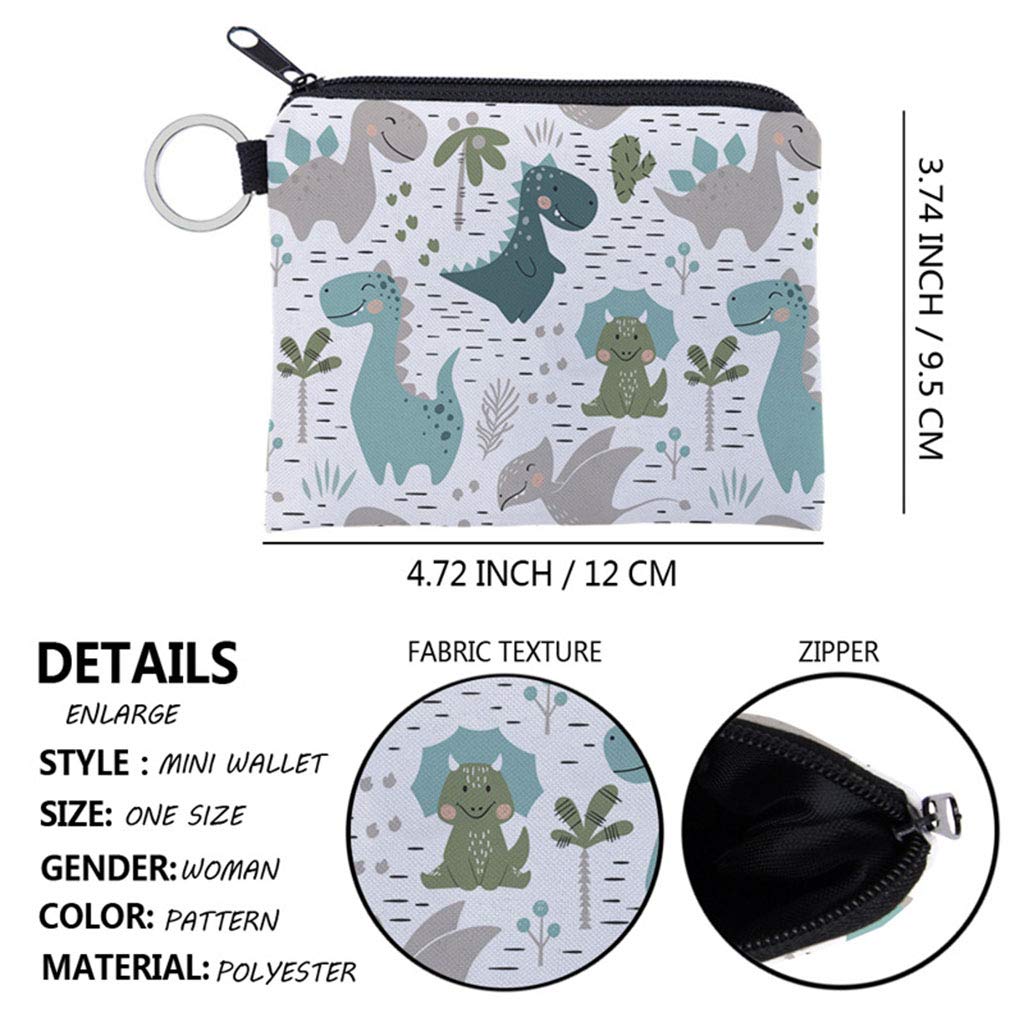 3.74 INCH / 9.5 CM
4.72 INCH / 12 CM
DETAILS
ENLARGE
STYLE : MINI WALLET
SIZE: ONE SIZE
GENDER: WOMAN
COLOR: PATTERN
MATERIAL: POLYESTER
FABRIC TEXTURE
ZIPPER